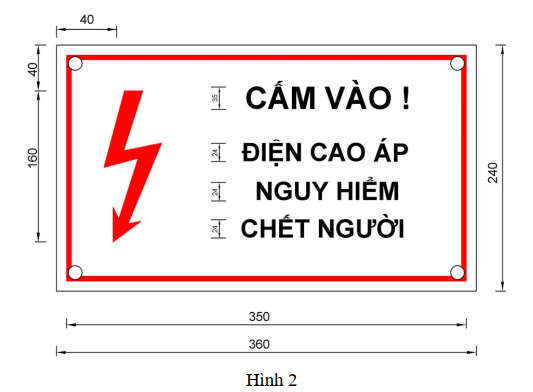 40
40
35
CẤM VÀO !
160
24
ĐIỆN CAO ÁP
240
24
NGUY HIỂM
24
CHẾT NGƯỜI
350
360
Hình 2